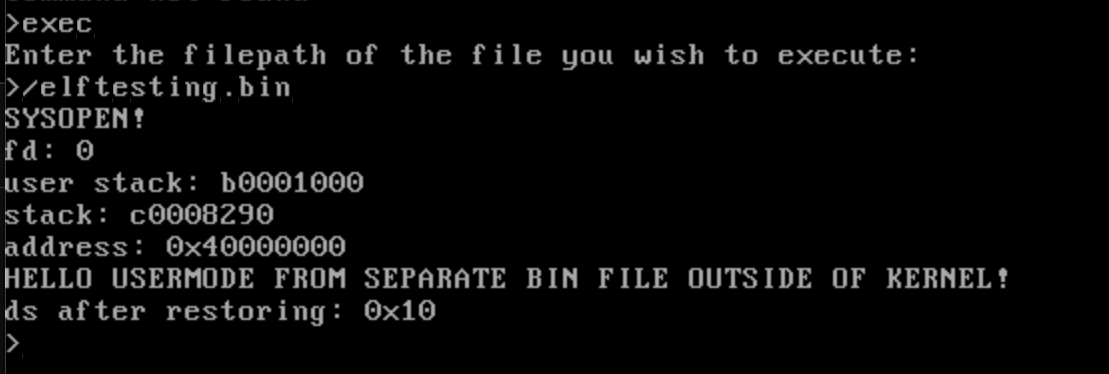 >exec
Enter the filepath of the file you wish to execute:
>/elftesting.bin
SYSOPEN!
fd: 0
user stack: b0001000
stack: c0008290
address: 0x40000000
HELLO USERMODE FROM SEPARATE BIN FILE OUTSIDE OF KERNEL!
ds after restoring: 0x10
>